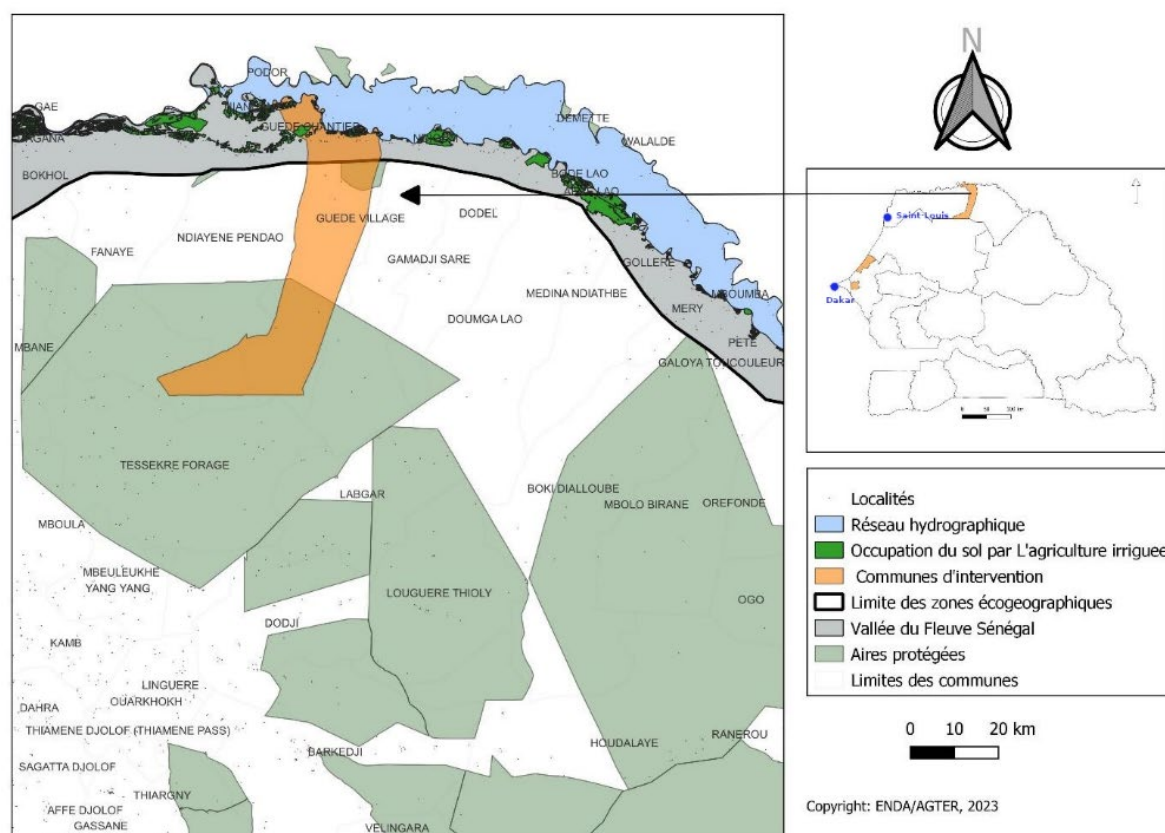 PODOR
GAE
GUEDE CHANTIER
DEMETTE
WALALDE
BOKHOL
BODE LAO
GUEDE VILLAGE
DODEL
NDIAYENE PENDAO
FANAYE
GAMADJI SARE
GOLLERE
MEDINA NDIATHBE
MBOUMBA
MERY
DOUMGA LAO
MBANE
PETE
GALOYA TOUCOULEUR
TESSEKRE FORAGE
LABGAR
BOKI DIALLOUBE
MBOLO BIRANE
OREFONDE
MBOULA
MBEULEUKHE
YANG YANG
LOUGUERE THIOLY
OGO
DODJI
KAMB
LINGUERE
OUARKHOKH
DAHRA
THIAMENE DJOLOF (THIAMENE PASS)
RANEROU
HOUDALAYE
BARKEDJI
SAGATTA DJOLOF
THIARGNY
AFFE DJOLOF
GASSANE
VELINGARA
N
Saint-Louis
Dakar
Localités
Réseau hydrographique
Occupation du sol par L'agriculture irriguee
Communes d'intervention
Limite des zones écogeographiques
Vallée du Fleuve Sénégal
Aires protégées
Limites des communes
0 10 20 km
Copyright: ENDA/AGTER, 2023